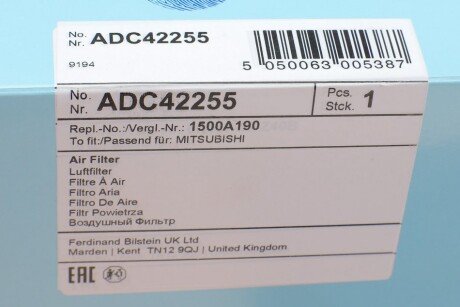 No. Nr. ADC42255
9194
5 050063 005387
No. Nr. ADC42255 Pcs. Stck. 1
Repl.-No.:/Vergl.-Nr.: 1500A190
To fit:/Passend für: MITSUBISHI
Air Filter
Luftfilter
Filtre À Air
Filtro Aria
Filtro De Aire
Filtr Powietrza
Воздушный Фильтр
Ferdinand Bilstein UK Ltd
Marden | Kent TN12 9QJ | United Kingdom
EAC